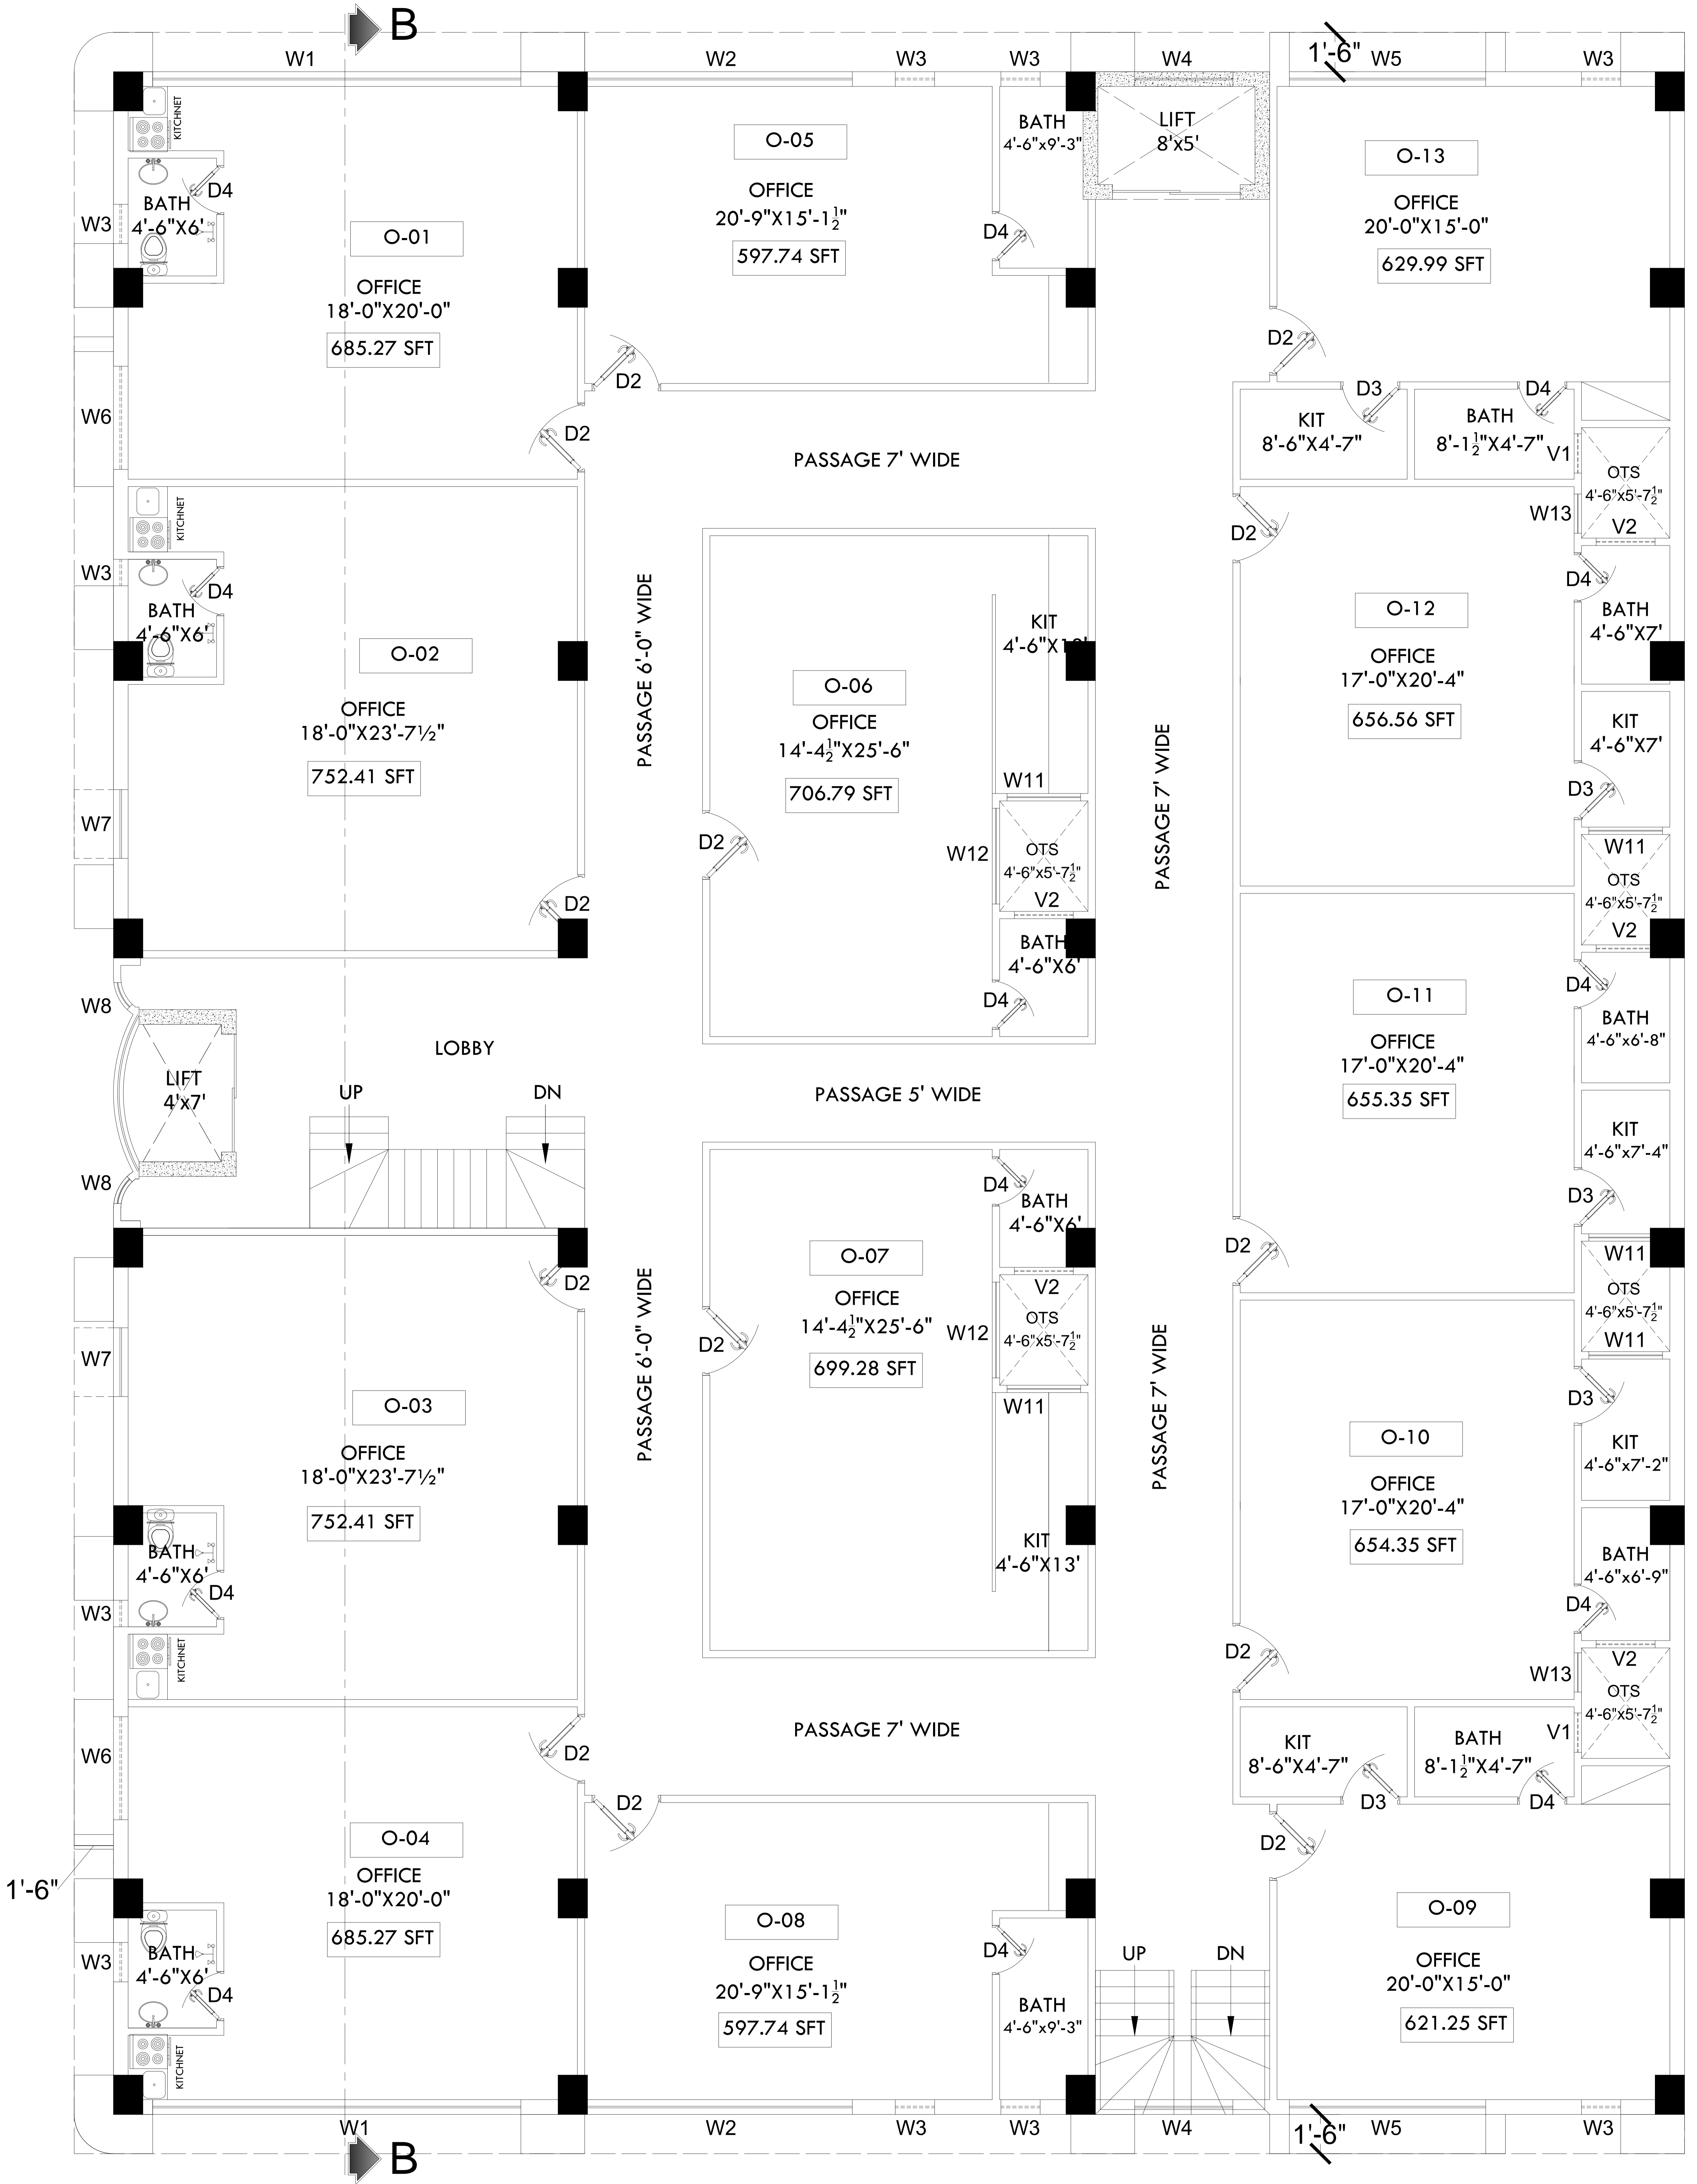 B
1'-6"
W1
W2
W3
W3
W4
W5
W3
KITCHNET
D4
BATH
4'-6"X6'
W3
O-01
OFFICE
18'-0"X20'-0"
685.27 SFT
W6
D2
O-05
OFFICE
20'-9"X15'-1½"
597.74 SFT
D2
BATH
4'-6"x9'-3"
D4
LIFT
8'x5'
O-13
OFFICE
20'-0"X15'-0"
629.99 SFT
D2
D3
D4
KIT
8'-6"X4'-7"
BATH
8'-1½"X4'-7"
V1
OTS
4'-6"x5'-7½"
V2
W13
PASSAGE 7' WIDE
KITCHNET
W3
D4
BATH
4'-6"X6'
O-02
OFFICE
18'-0"X23'-7½"
752.41 SFT
W7
D2
PASSAGE 6'-0" WIDE
O-06
OFFICE
14'-4½"X25'-6"
706.79 SFT
D2
KIT
W11
W12
OTS
4'-6"x5'-7½"
V2
BATH
4'-6"X6'
D4
PASSAGE 7' WIDE
D2
O-12
OFFICE
17'-0"X20'-4"
656.56 SFT
D4
BATH
4'-6"X7'
KIT
4'-6"X7'
D3
W11
OTS
4'-6"x5'-7½"
V2
W8
LIFT
4'x7'
W8
LOBBY
UP
DN
PASSAGE 5' WIDE
O-11
OFFICE
17'-0"X20'-4"
655.35 SFT
D2
D4
BATH
4'-6"x6'-8"
KIT
4'-6"x7'-4"
D3
W11
OTS
4'-6"x5'-7½"
W11
D2
W7
O-03
OFFICE
18'-0"X23'-7½"
752.41 SFT
BATH
4'-6"X6'
D4
W3
KITCHNET
PASSAGE 6'-0" WIDE
O-07
OFFICE
14'-4½"X25'-6"
699.28 SFT
D2
D4
BATH
4'-6"X6'
V2
OTS
4'-6"x5'-7½"
W12
W11
KIT
4'-6"X13'
PASSAGE 7' WIDE
O-10
OFFICE
17'-0"X20'-4"
654.35 SFT
D2
D3
KIT
4'-6"x7'-2"
BATH
4'-6"x6'-9"
D4
V2
W13
OTS
4'-6"x5'-7½"
V1
PASSAGE 7' WIDE
KIT
8'-6"X4'-7"
BATH
8'-1½"X4'-7"
D3
D4
D2
W6
D2
O-04
OFFICE
18'-0"X20'-0"
685.27 SFT
1'-6"
W3
BATH
4'-6"X6'
D4
KITCHNET
D2
O-08
OFFICE
20'-9"X15'-1½"
597.74 SFT
D4
BATH
4'-6"x9'-3"
UP
DN
O-09
OFFICE
20'-0"X15'-0"
621.25 SFT
W1
W2
W3
W3
W4
1'-6"
W5
W3
B